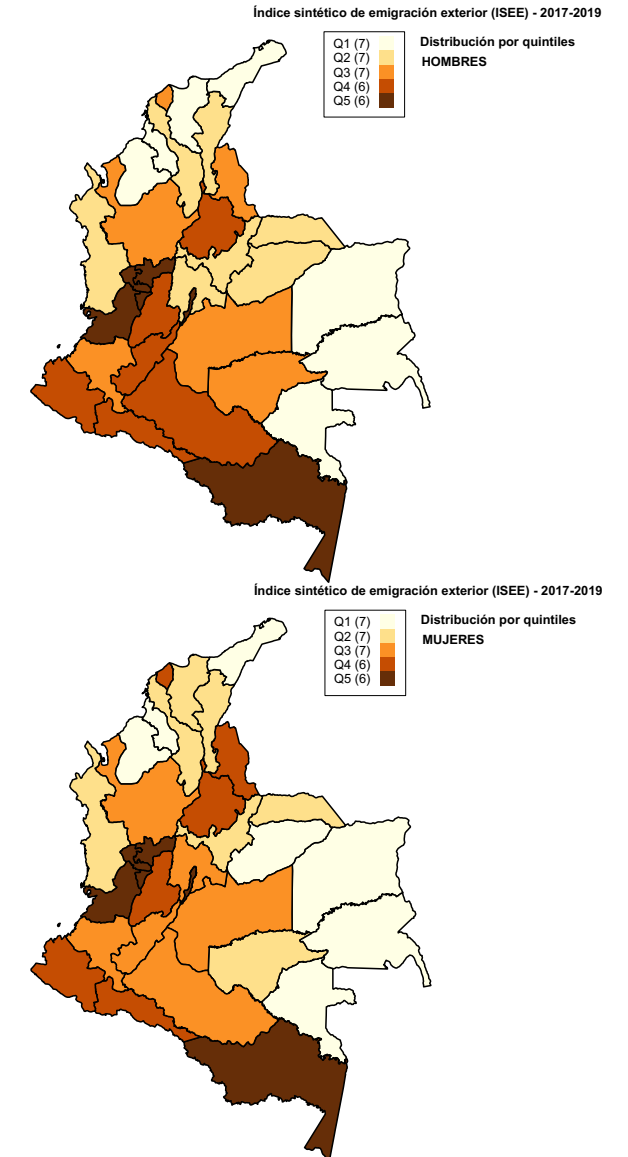 Índice sintético de emigración exterior (ISEE) - 2017-2019
Q1 (7)
Q2 (7)
Q3 (7)
Q4 (6)
Q5 (6)
Distribución por quintiles
HOMBRES
Índice sintético de emigración exterior (ISEE) - 2017-2019
Q1 (7)
Q2 (7)
Q3 (7)
Q4 (6)
Q5 (6)
Distribución por quintiles
MUJERES